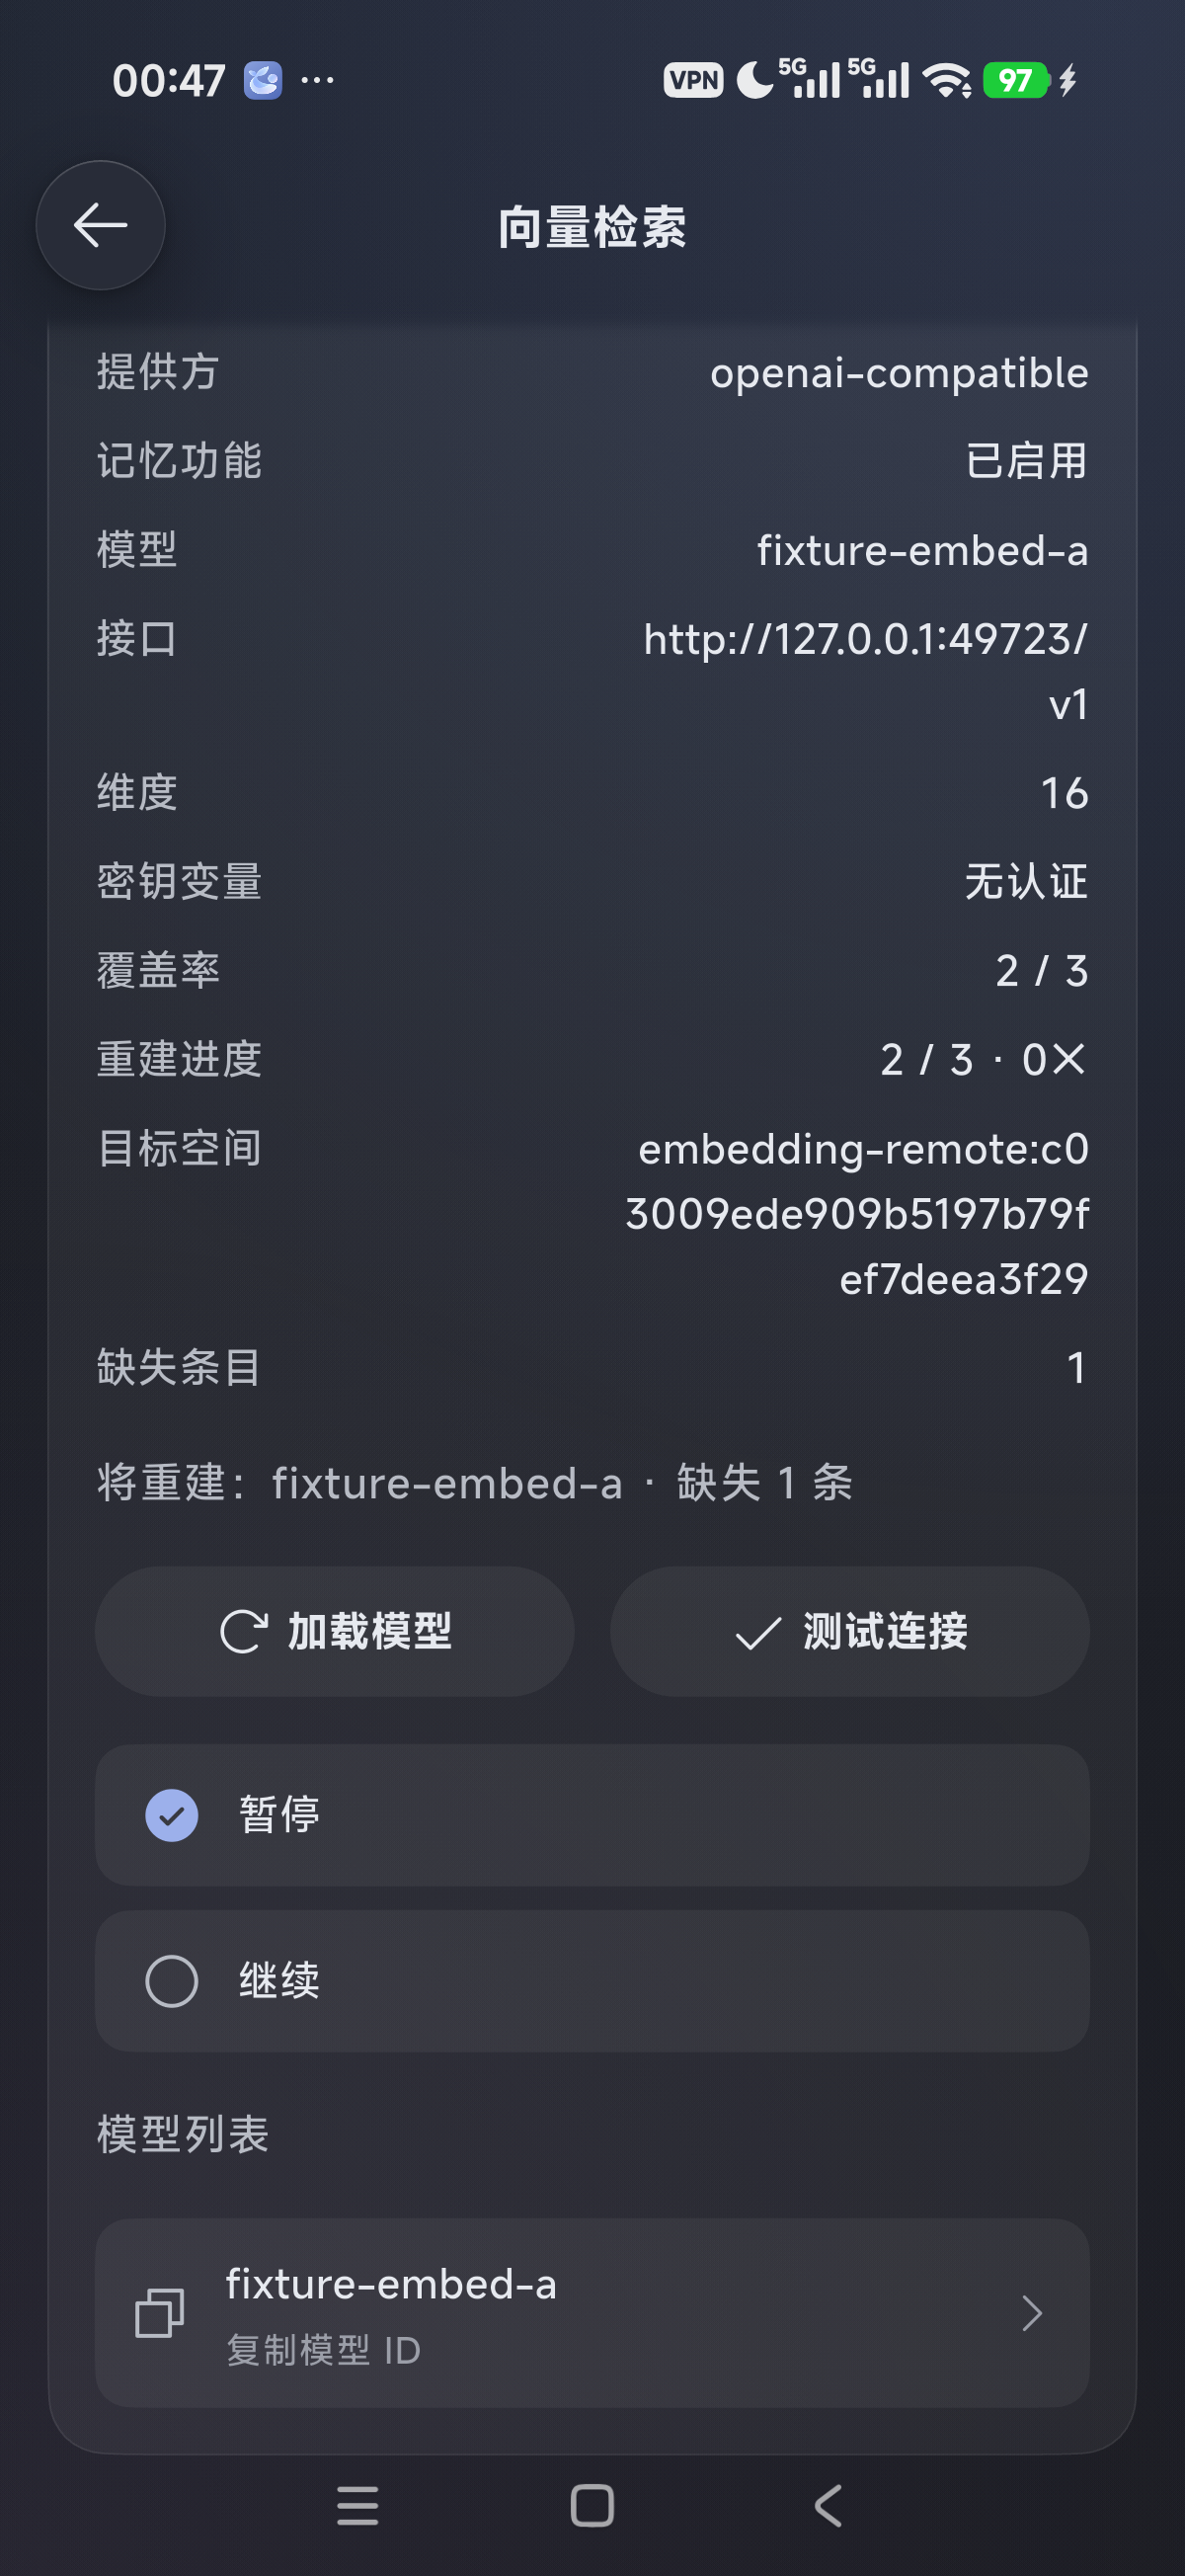 00:47 ...
VPN 5G 5G 97
向量检索
提供方 openai-compatible
记忆功能 已启用
模型 fixture-embed-a
接口 http://127.0.0.1:49723/
v1
维度 16
密钥变量 无认证
覆盖率 2 / 3
重建进度 2 / 3 · 0✕
目标空间 embedding-remote:c0
3009ede909b5197b79f
ef7deea3f29
缺失条目 1
将重建：fixture-embed-a · 缺失 1 条
加载模型 测试连接
暂停
继续
模型列表
fixture-embed-a
复制模型 ID